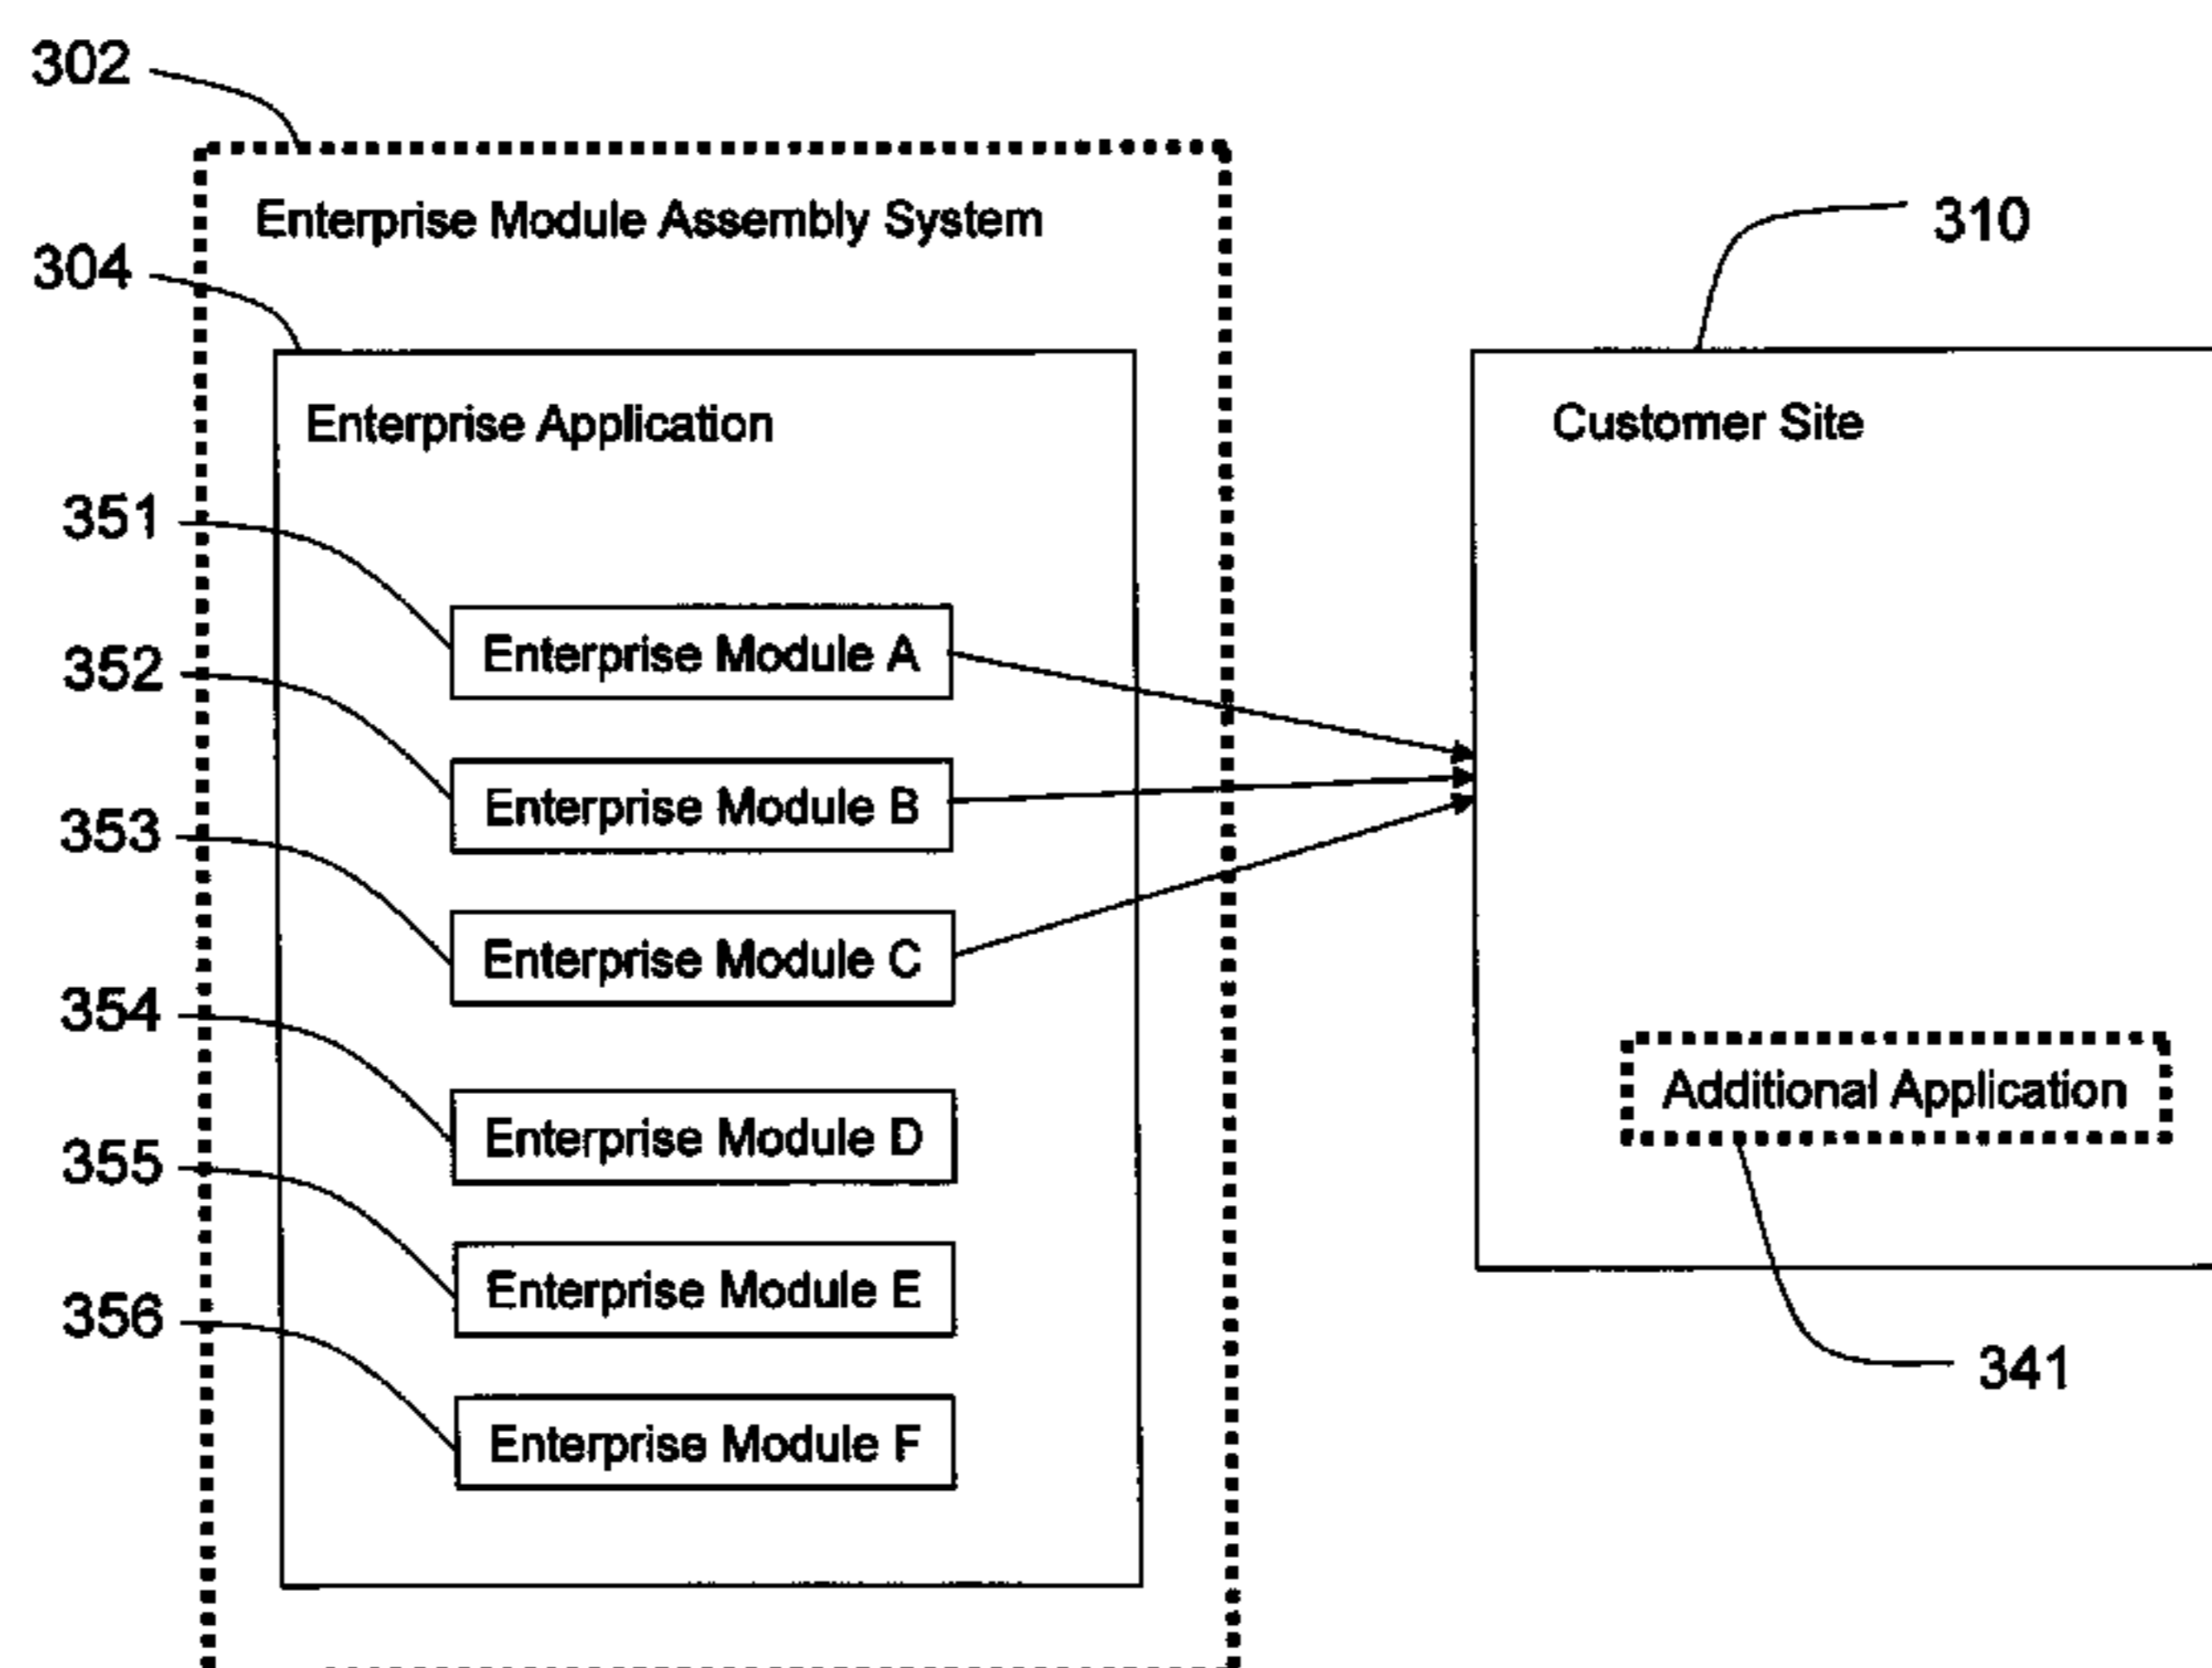 302
Enterprise Module Assembly System
310
304
Enterprise Application
Customer Site
351
Enterprise Module A
352
Enterprise Module B
353
Enterprise Module C
354
Additional Application
Enterprise Module D
355
Enterprise Module E
356
341
Enterprise Module F